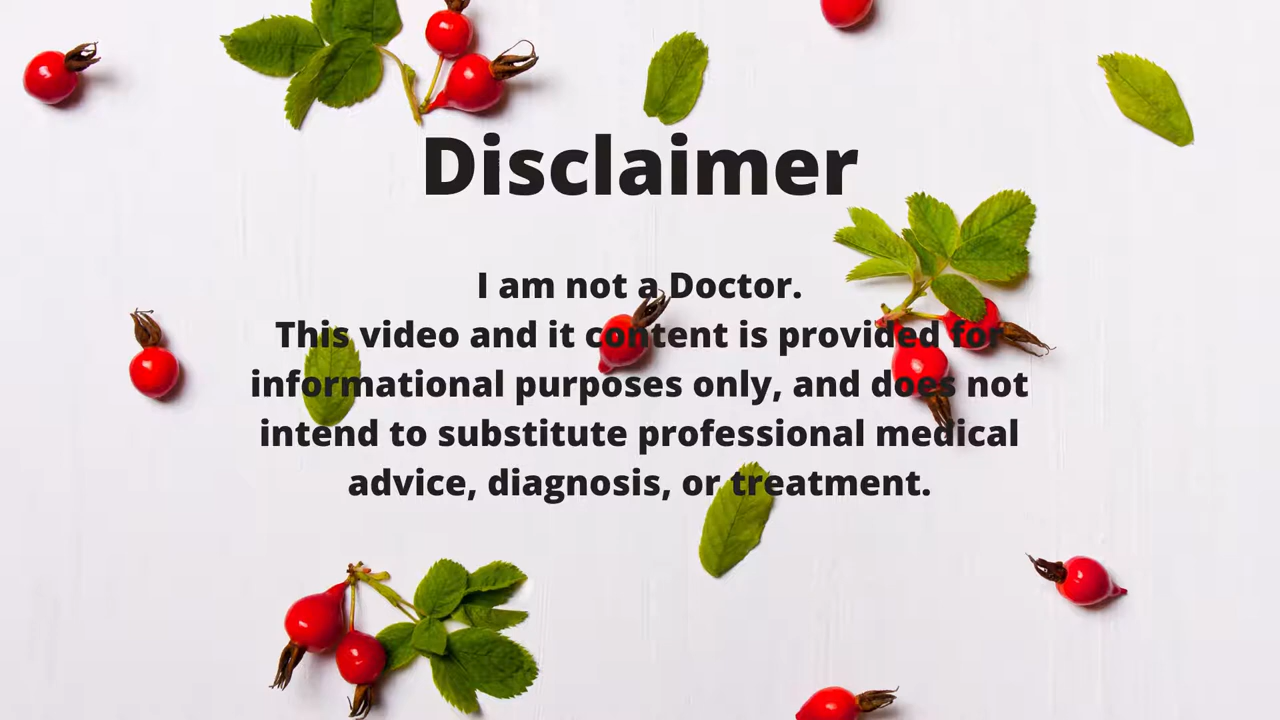 Disclaimer
I am not a Doctor.
This video and it content is provided for
informational purposes only, and does not
intend to substitute professional medical
advice, diagnosis, or treatment.